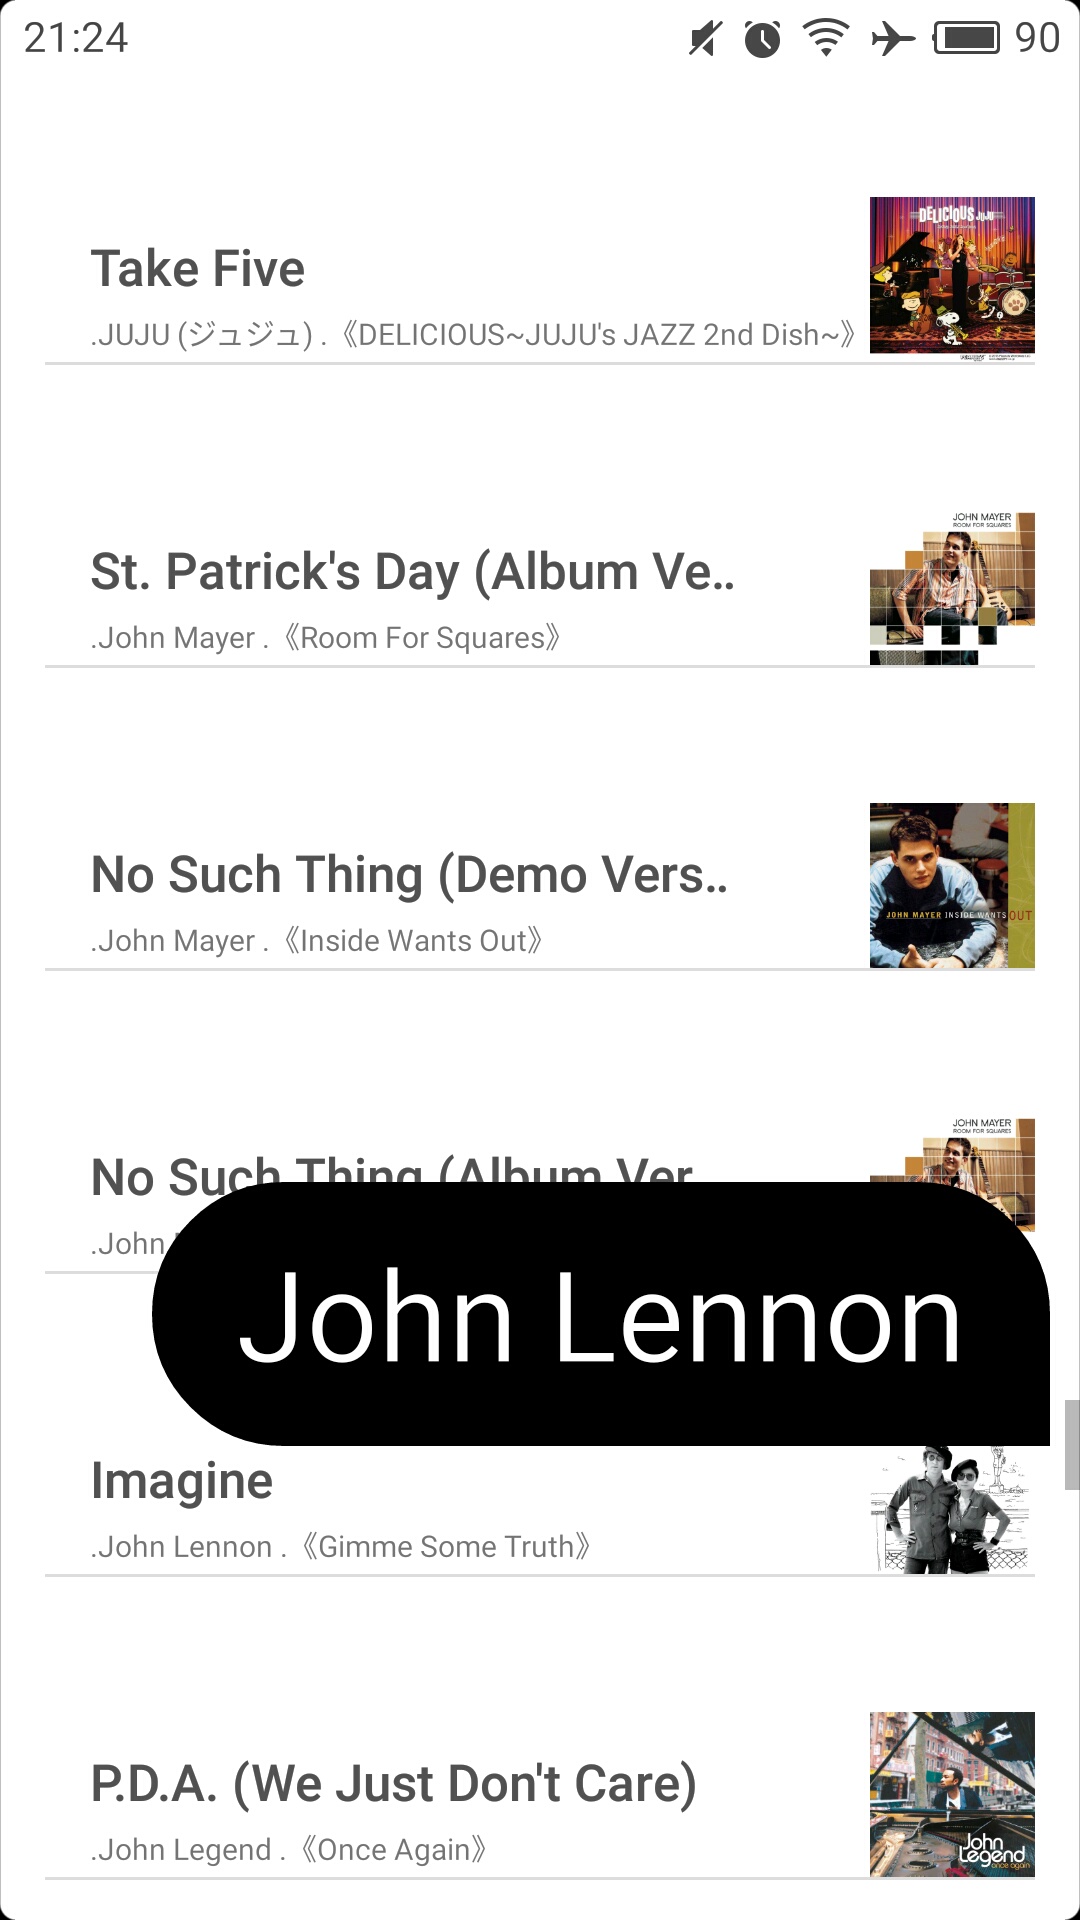 21:24 90
DELICIOUS JUJU
Take Five
.JUJU (ジュジュ) .《DELICIOUS~JUJU's JAZZ 2nd Dish~》
JOHN MAYER
ROOM FOR SQUARES
St. Patrick's Day (Album Ve..
.John Mayer .《Room For Squares》
No Such Thing (Demo Vers..
JOHN MAYER INSIDE WANTS OUT
.John Mayer .《Inside Wants Out》
JOHN MAYER
ROOM FOR SQUARES
No Such Thing (Album Ver
.John
John Lennon
Imagine
.John Lennon .《Gimme Some Truth》
P.D.A. (We Just Don't Care)
.John Legend .《Once Again》
John
Legend
once again